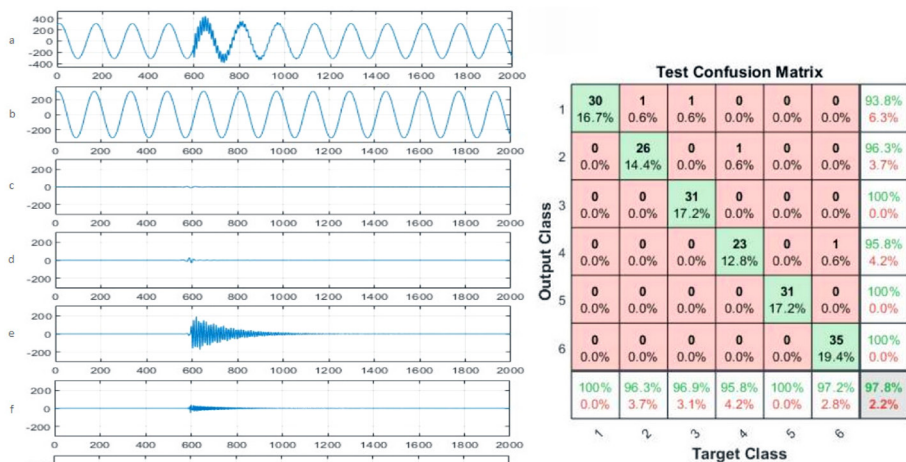 a
400
200
0
-200
-400
0 200 400 600 800 1000 1200 1400 1600 1800 2000
b
200
0
-200
0 200 400 600 800 1000 1200 1400 1600 1800 2000
c
200
0
-200
0 200 400 600 800 1000 1200 1400 1600 1800 2000
d
200
0
-200
0 200 400 600 800 1000 1200 1400 1600 1800 2000
e
200
0
-200
0 200 400 600 800 1000 1200 1400 1600 1800 2000
f
200
0
-200
0 200 400 600 800 1000 1200 1400 1600 1800 2000
Test Confusion Matrix
Output Class
1 30 1 1 0 0 0 93.8%
16.7% 0.6% 0.6% 0.0% 0.0% 0.0% 6.3%
2 0 26 0 1 0 0 96.3%
0.0% 14.4% 0.0% 0.6% 0.0% 0.0% 3.7%
3 0 0 31 0 0 0 100%
0.0% 0.0% 17.2% 0.0% 0.0% 0.0% 0.0%
4 0 0 0 23 0 1 95.8%
0.0% 0.0% 0.0% 12.8% 0.0% 0.6% 4.2%
5 0 0 0 0 31 0 100%
0.0% 0.0% 0.0% 0.0% 17.2% 0.0% 0.0%
6 0 0 0 0 0 35 100%
0.0% 0.0% 0.0% 0.0% 0.0% 19.4% 0.0%
100% 96.3% 96.9% 95.8% 100% 97.2% 97.8%
0.0% 3.7% 3.1% 4.2% 0.0% 2.8% 2.2%
1 2 3 4 5 6
Target Class